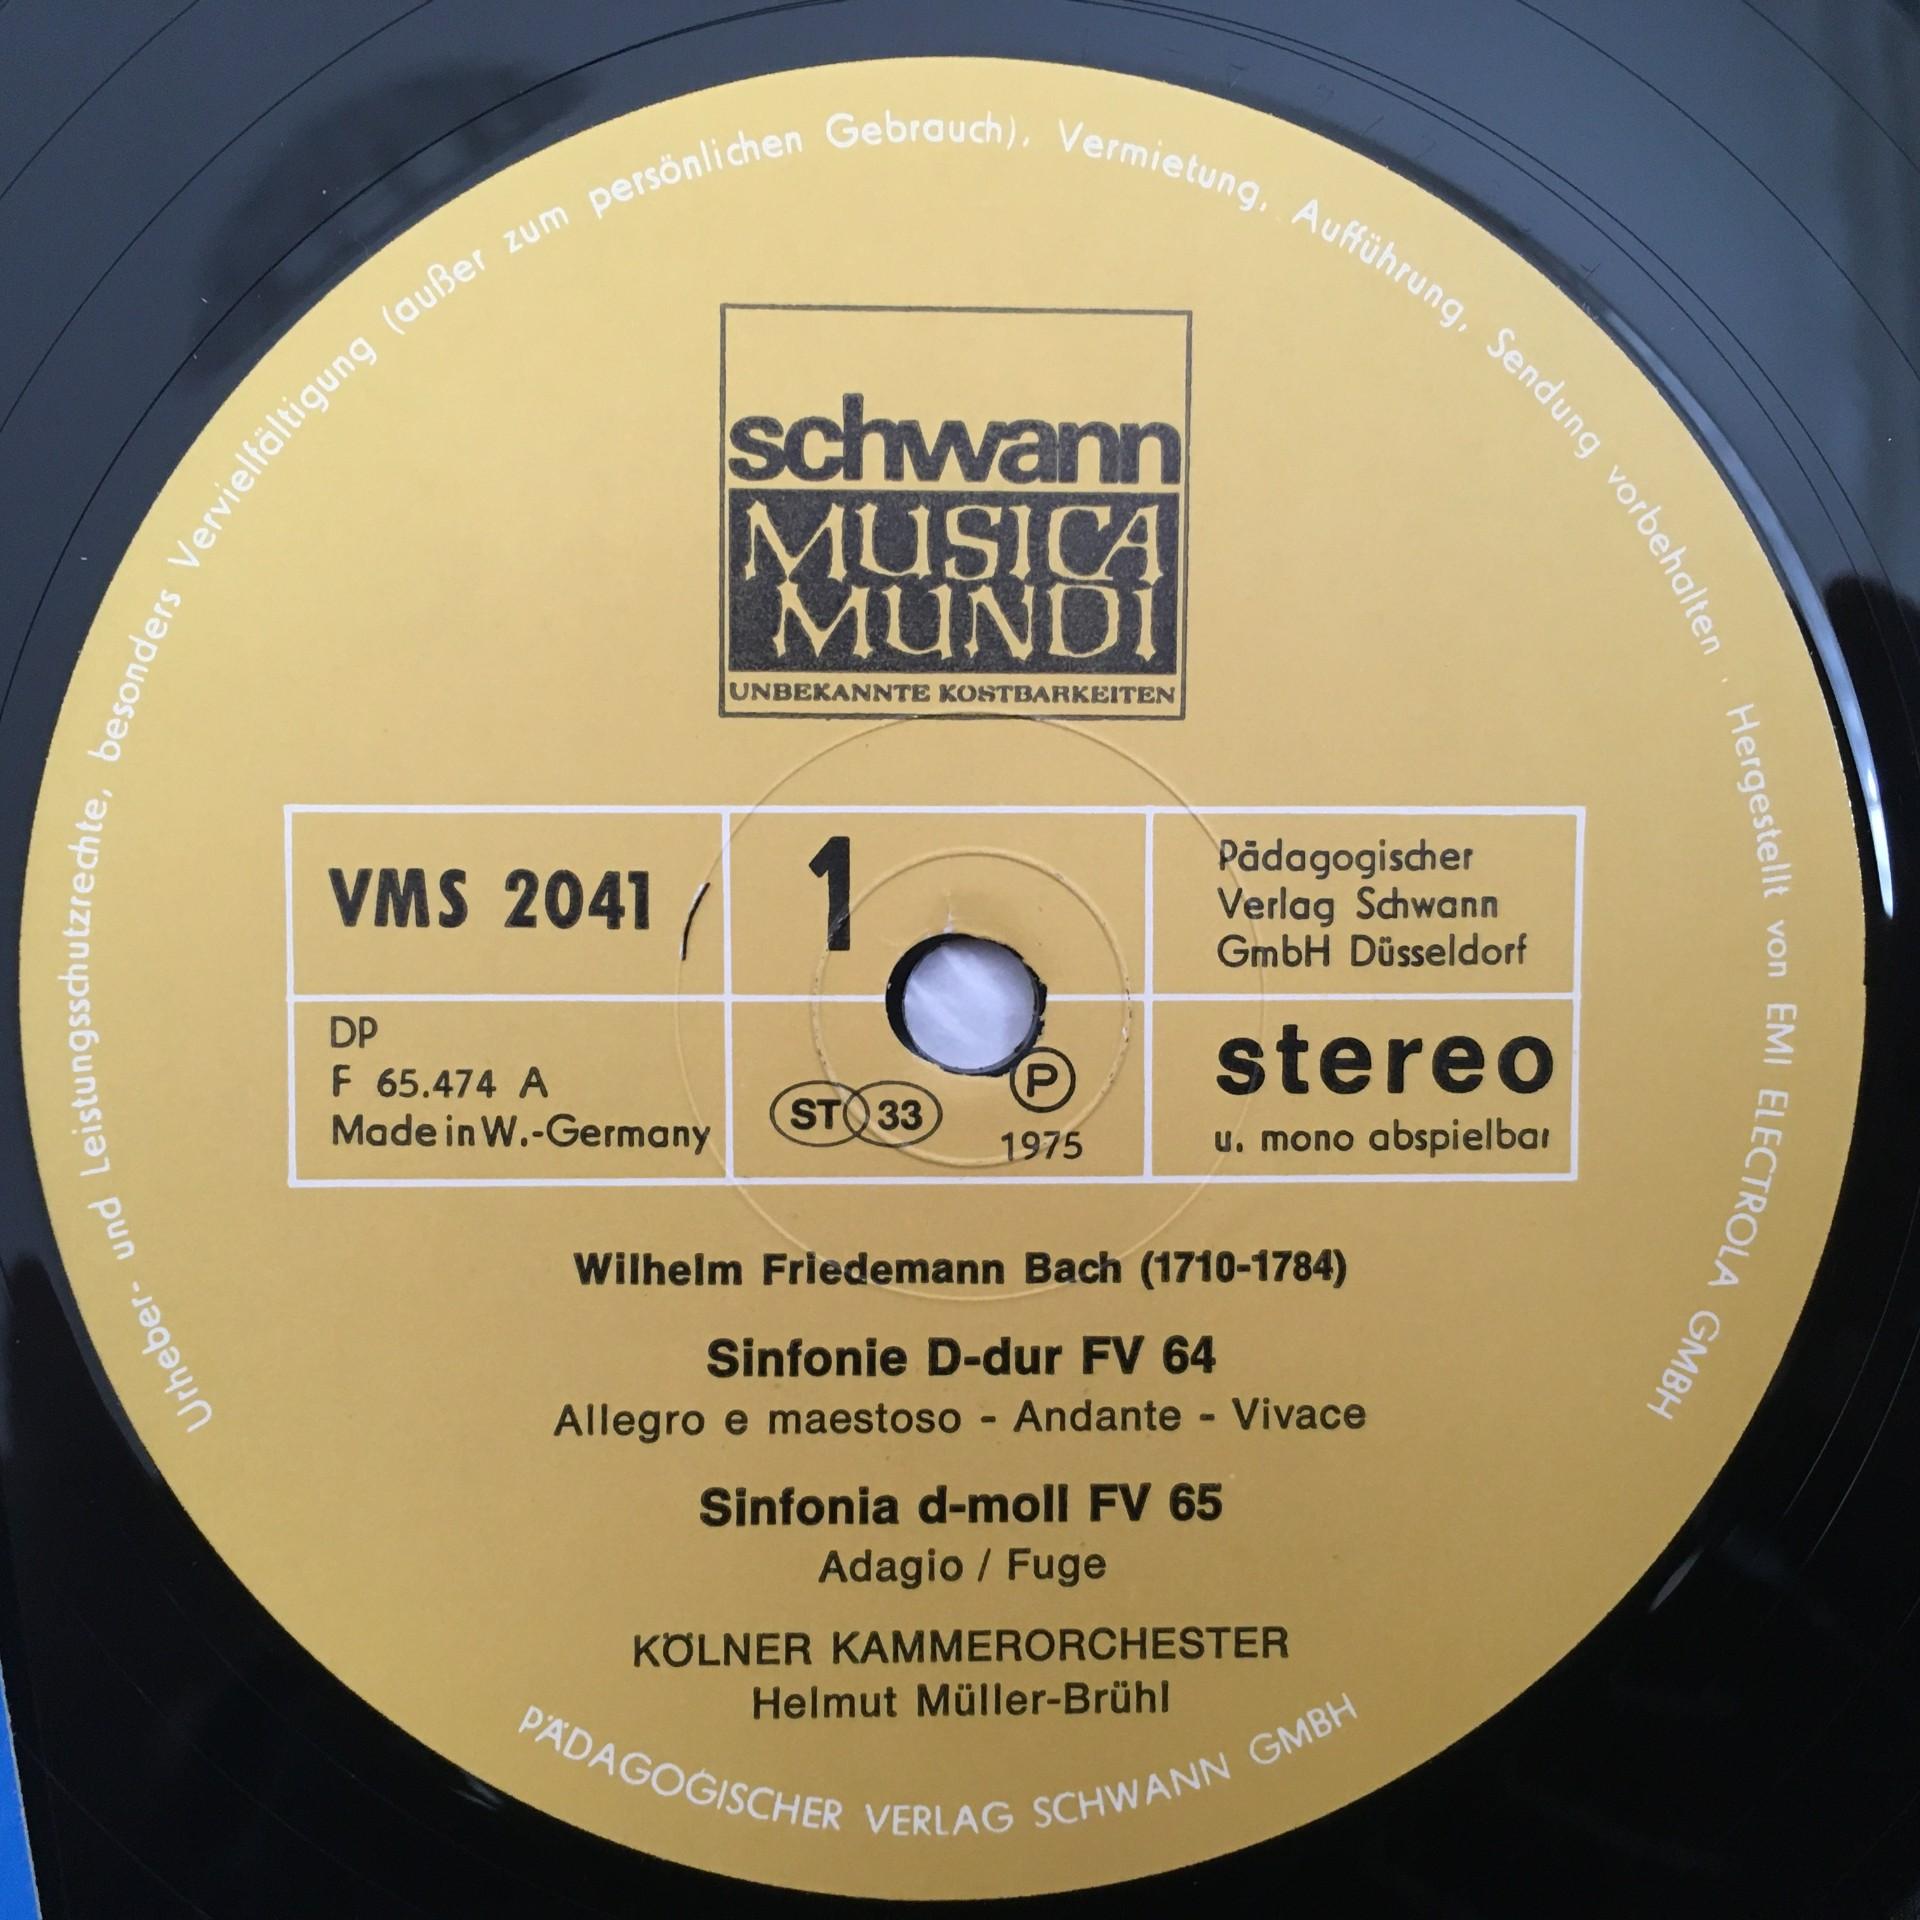 Urheber- und Leistungsschutzrechte, besonders Vervielfältigung (außer zum persönlichen Gebrauch), Vermietung, Aufführung, Sendung vorbehalten . Hergestellt von EMI ELECTROLA GMBH
schwann
MUSICA
MUNDI
UNBEKANNTE KOSTBARKEITEN
VMS 2041
1
Pädagogischer
Verlag Schwann
GmbH Düsseldorf
DP
F 65.474 A
Made in W.-Germany
ST 33
P
1975
stereo
u. mono abspielbar
Wilhelm Friedemann Bach (1710-1784)
Sinfonie D-dur FV 64
Allegro e maestoso - Andante - Vivace
Sinfonia d-moll FV 65
Adagio / Fuge
KÖLNER KAMMERORCHESTER
Helmut Müller-Brühl
PÄDAGOGISCHER VERLAG SCHWANN GMBH